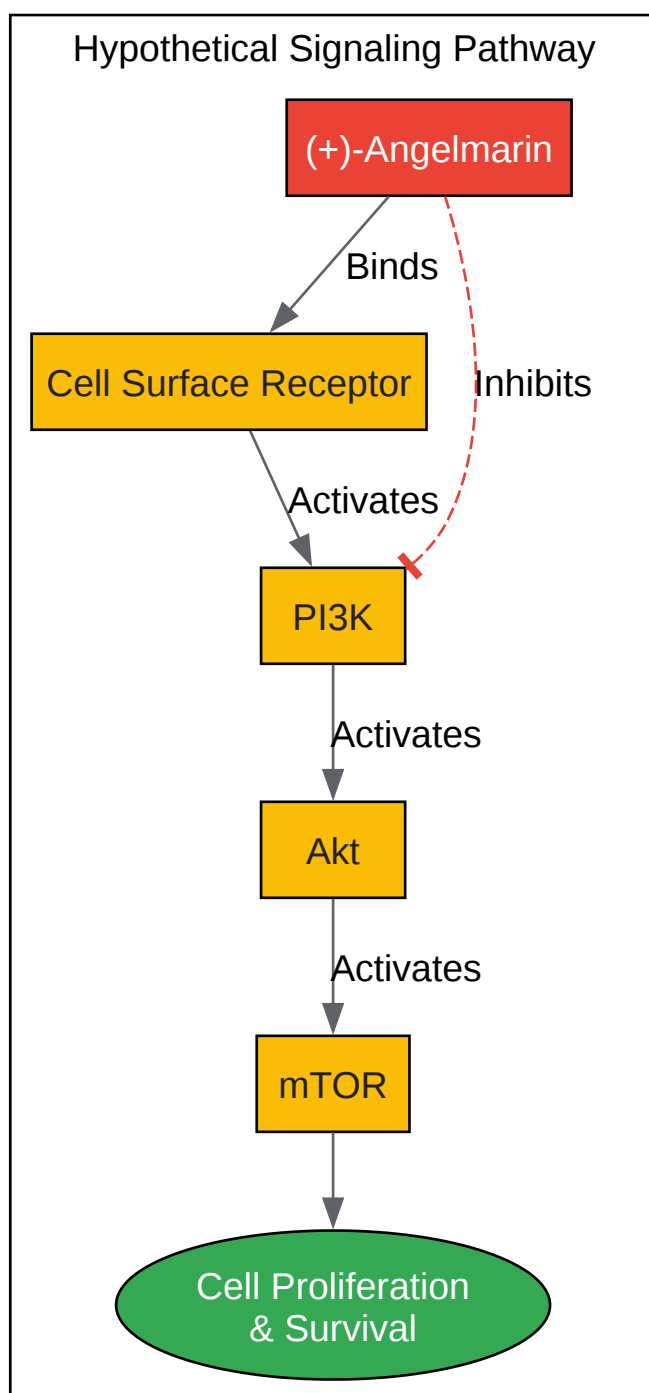 Hypothetical Signaling Pathway
(+)-Angelmarin
Binds
Cell Surface Receptor
Inhibits
Activates
PI3K
Activates
Akt
Activates
mTOR
Cell Proliferation
& Survival